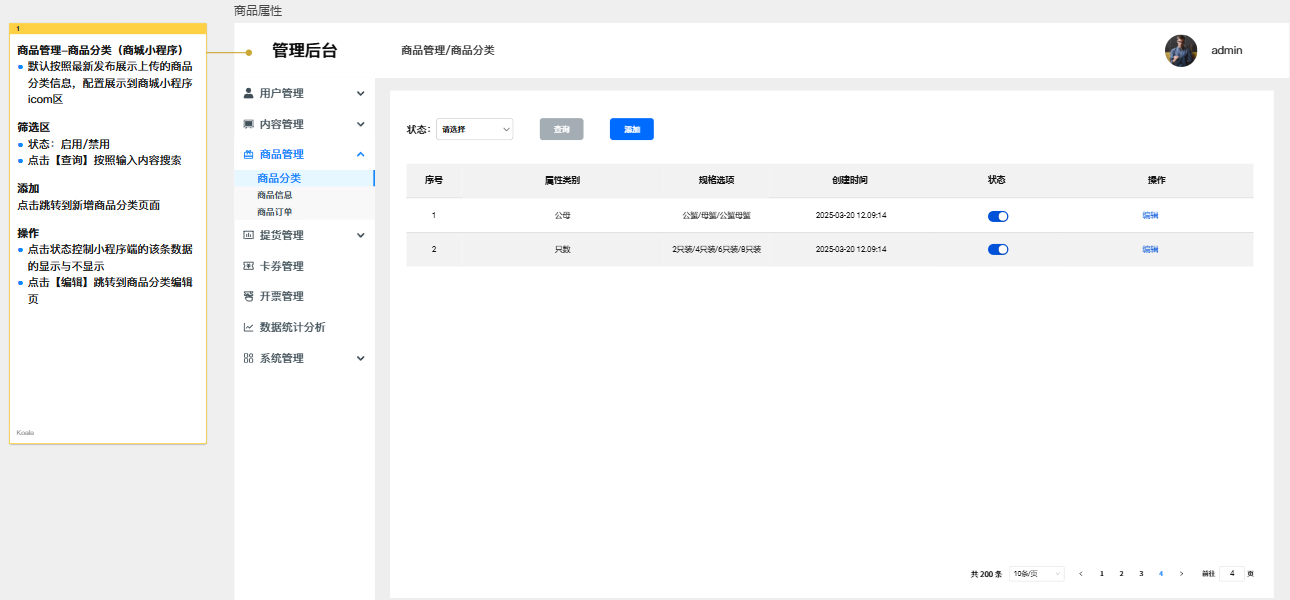 商品属性
1
商品管理–商品分类（商城小程序）
默认按照最新发布展示上传的商品
分类信息，配置展示到商城小程序
icom区
筛选区
状态：启用/禁用
点击【查询】按照输入内容搜索
添加
点击跳转到新增商品分类页面
操作
点击状态控制小程序端的该条数据
的显示与不显示
点击【编辑】跳转到商品分类编辑
页
Koala
管理后台
商品管理/商品分类
admin
用户管理
内容管理
商品管理
商品分类
商品信息
商品订单
提货管理
卡券管理
开票管理
数据统计分析
系统管理
状态： 请选择 查询 添加
序号 属性类别 规格选项 创建时间 状态 操作
1 公母 公蟹/母蟹/公蟹母蟹 2025-03-20 12.09:14 编辑
2 只数 2只装/4只装/6只装/8只装 2025-03-20 12.09:14 编辑
共 200 条 10条/页 < 1 2 3 4 > 前往 4 页